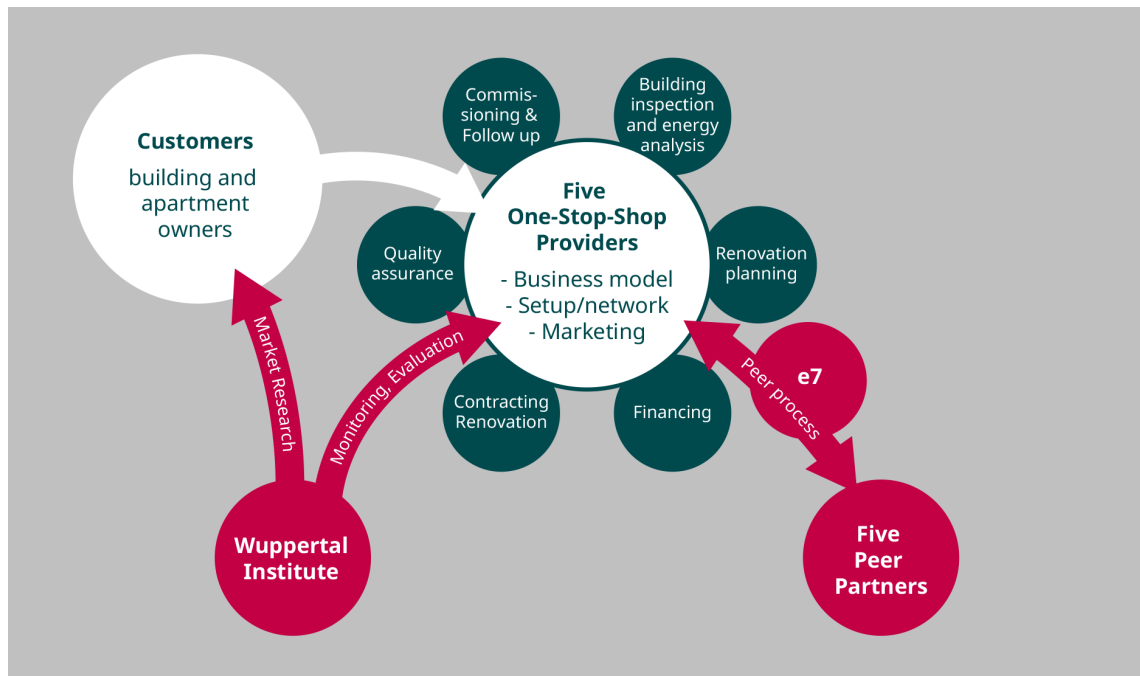 Customers
building and
apartment
owners
Commis-
sioning &
Follow up
Building
inspection
and energy
analysis
Five
One-Stop-Shop
Providers
- Business model
- Setup/network
- Marketing
Quality
assurance
Renovation
planning
Market Research
Monitoring, Evaluation
Peer process
e7
Contracting
Renovation
Financing
Wuppertal
Institute
Five
Peer
Partners